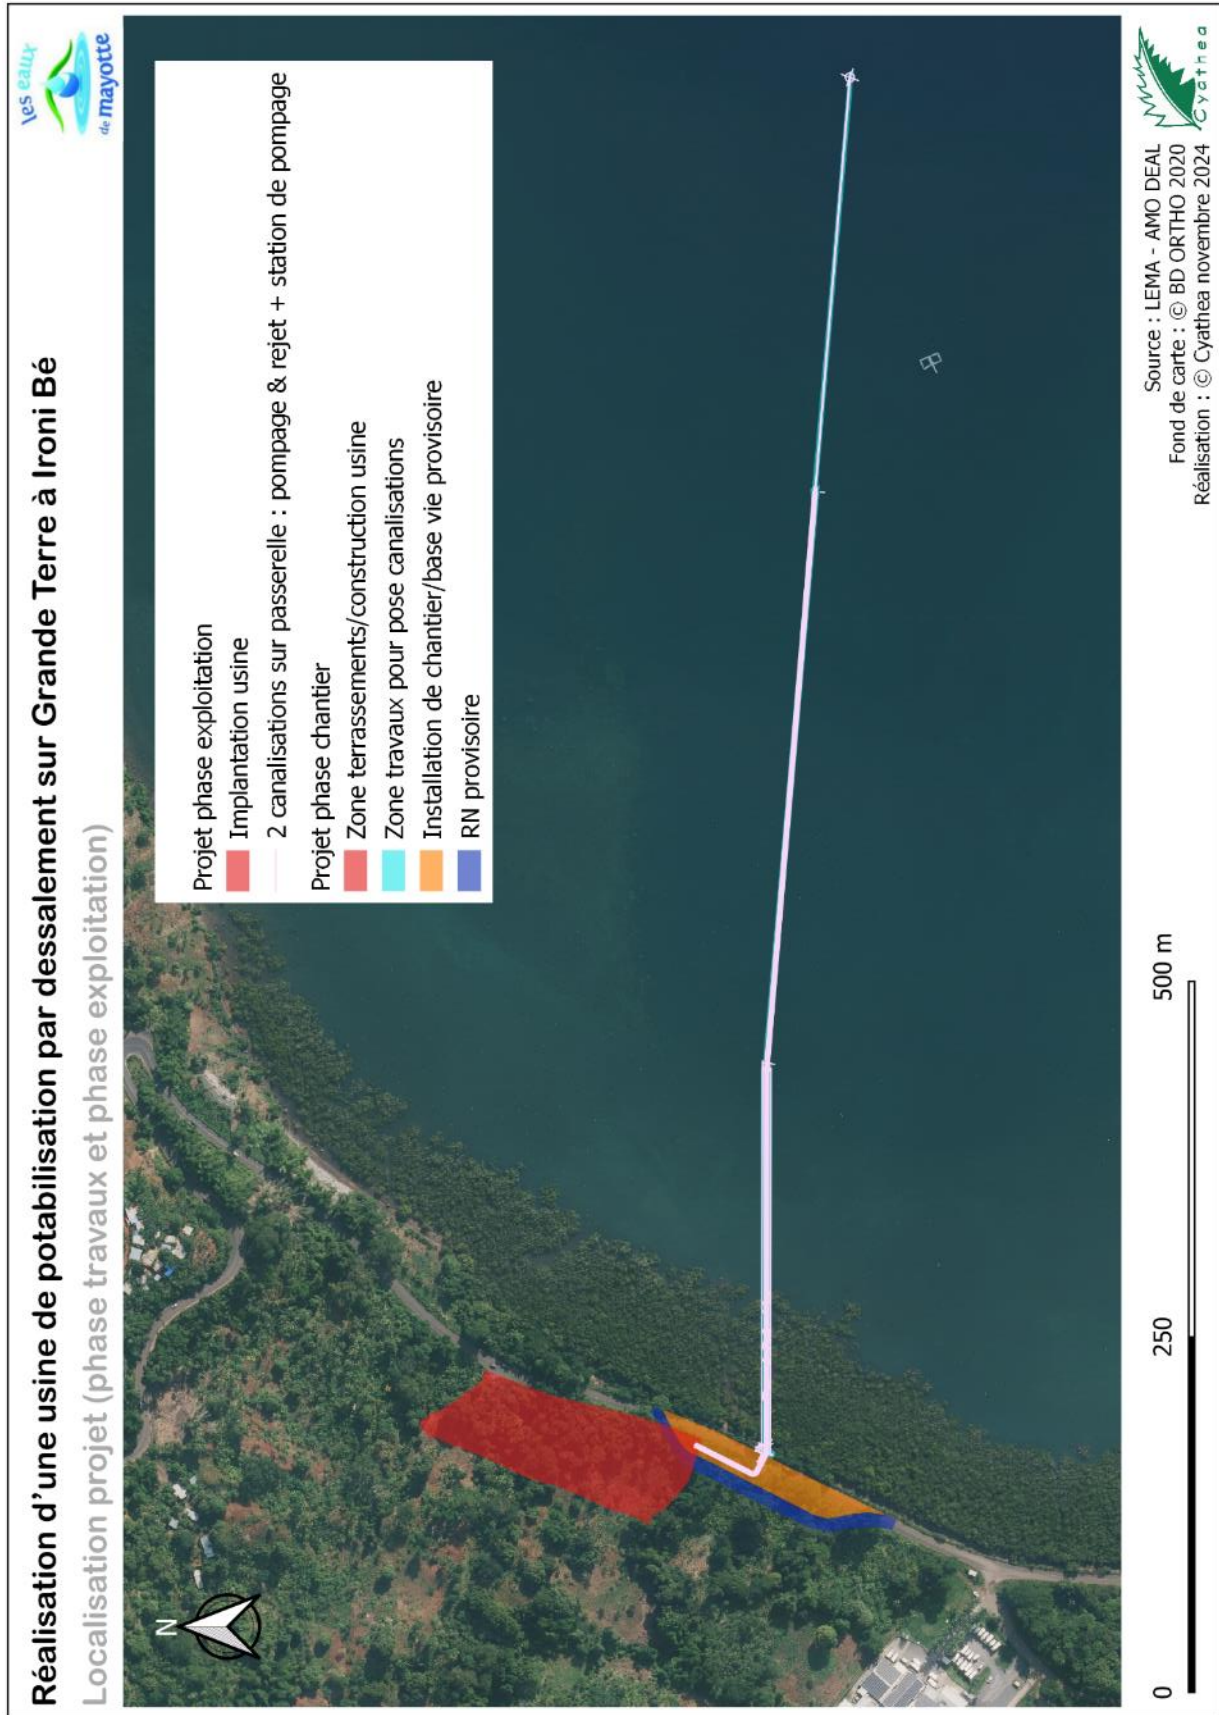 Réalisation d'une usine de potabilisation par dessalement sur Grande Terre à Ironi Bé
Localisation projet (phase travaux et phase exploitation)
les eaux
de mayotte
N
Projet phase exploitation
Implantation usine
2 canalisations sur passerelle : pompage & rejet + station de pompage
Projet phase chantier
Zone terrassements/construction usine
Zone travaux pour pose canalisations
Installation de chantier/base vie provisoire
RN provisoire
0
250
500 m
Source : LEMA - AMO DEAL
Fond de carte : © BD ORTHO 2020
Réalisation : © Cyathea novembre 2024
Cyathea